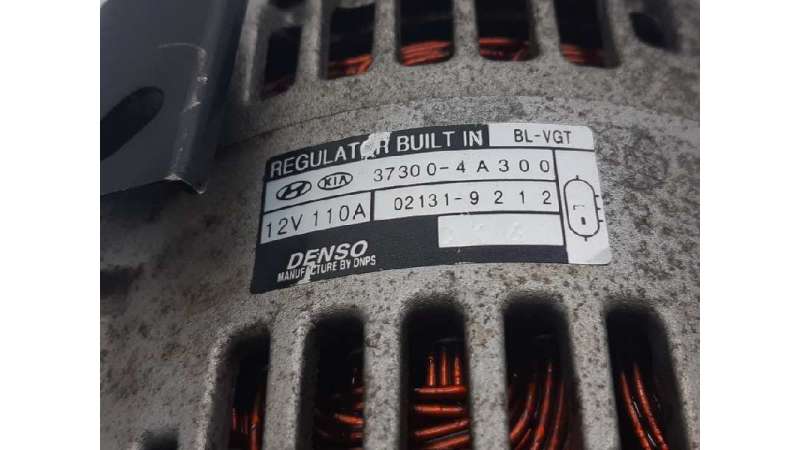 REGULATOR BUILT IN BL-VGT
KIA 37300-4A300
12V 110A 02131-9212
DENSO
MANUFACTURE BY DNPS